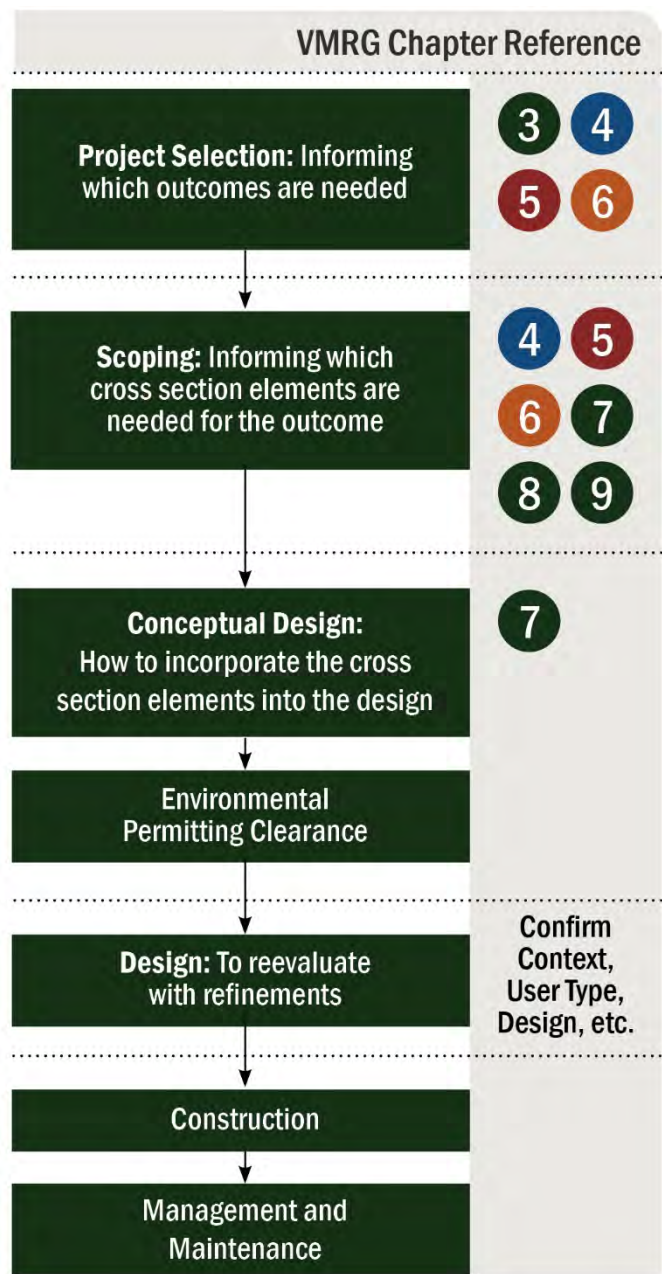 VMRG Chapter Reference
Project Selection: Informing
which outcomes are needed
3 4
5 6
Scoping: Informing which
cross section elements are
needed for the outcome
4 5
6 7
8 9
Conceptual Design:
How to incorporate the cross
section elements into the design
7
Environmental
Permitting Clearance
Design: To reevaluate
with refinements
Confirm
Context,
User Type,
Design, etc.
Construction
Management and
Maintenance